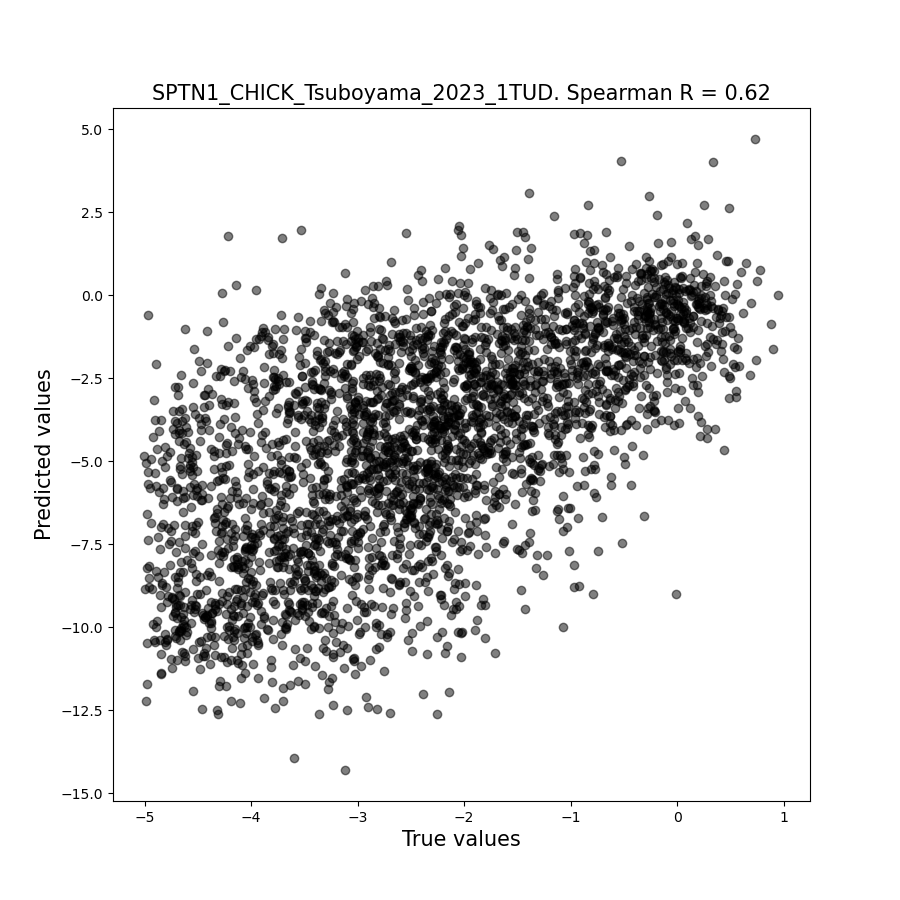 SPTN1_CHICK_Tsuboyama_2023_1TUD. Spearman R = 0.62
5.0
2.5
0.0
−2.5
−5.0
−7.5
−10.0
−12.5
−15.0
Predicted values
−5 −4 −3 −2 −1 0 1
True values